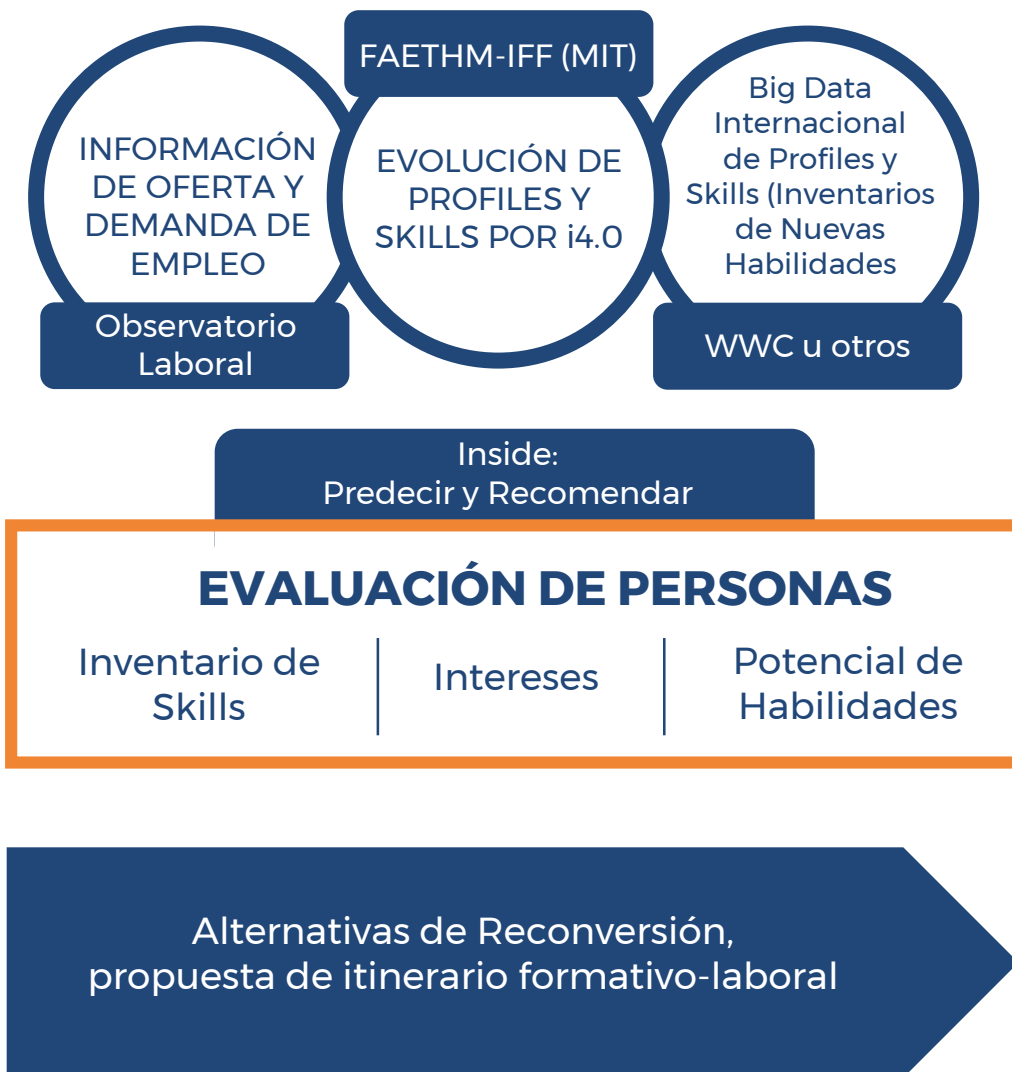 INFORMACIÓN
DE OFERTA Y
DEMANDA DE
EMPLEO
Observatorio
Laboral
FAETHM-IFF (MIT)
EVOLUCIÓN DE
PROFILES Y
SKILLS POR i4.0
Big Data
Internacional
de Profiles y
Skills (Inventarios
de Nuevas
Habilidades
WWC u otros
Inside:
Predecir y Recomendar
EVALUACIÓN DE PERSONAS
Inventario de
Skills
Intereses
Potencial de
Habilidades
Alternativas de Reconversión,
propuesta de itinerario formativo-laboral